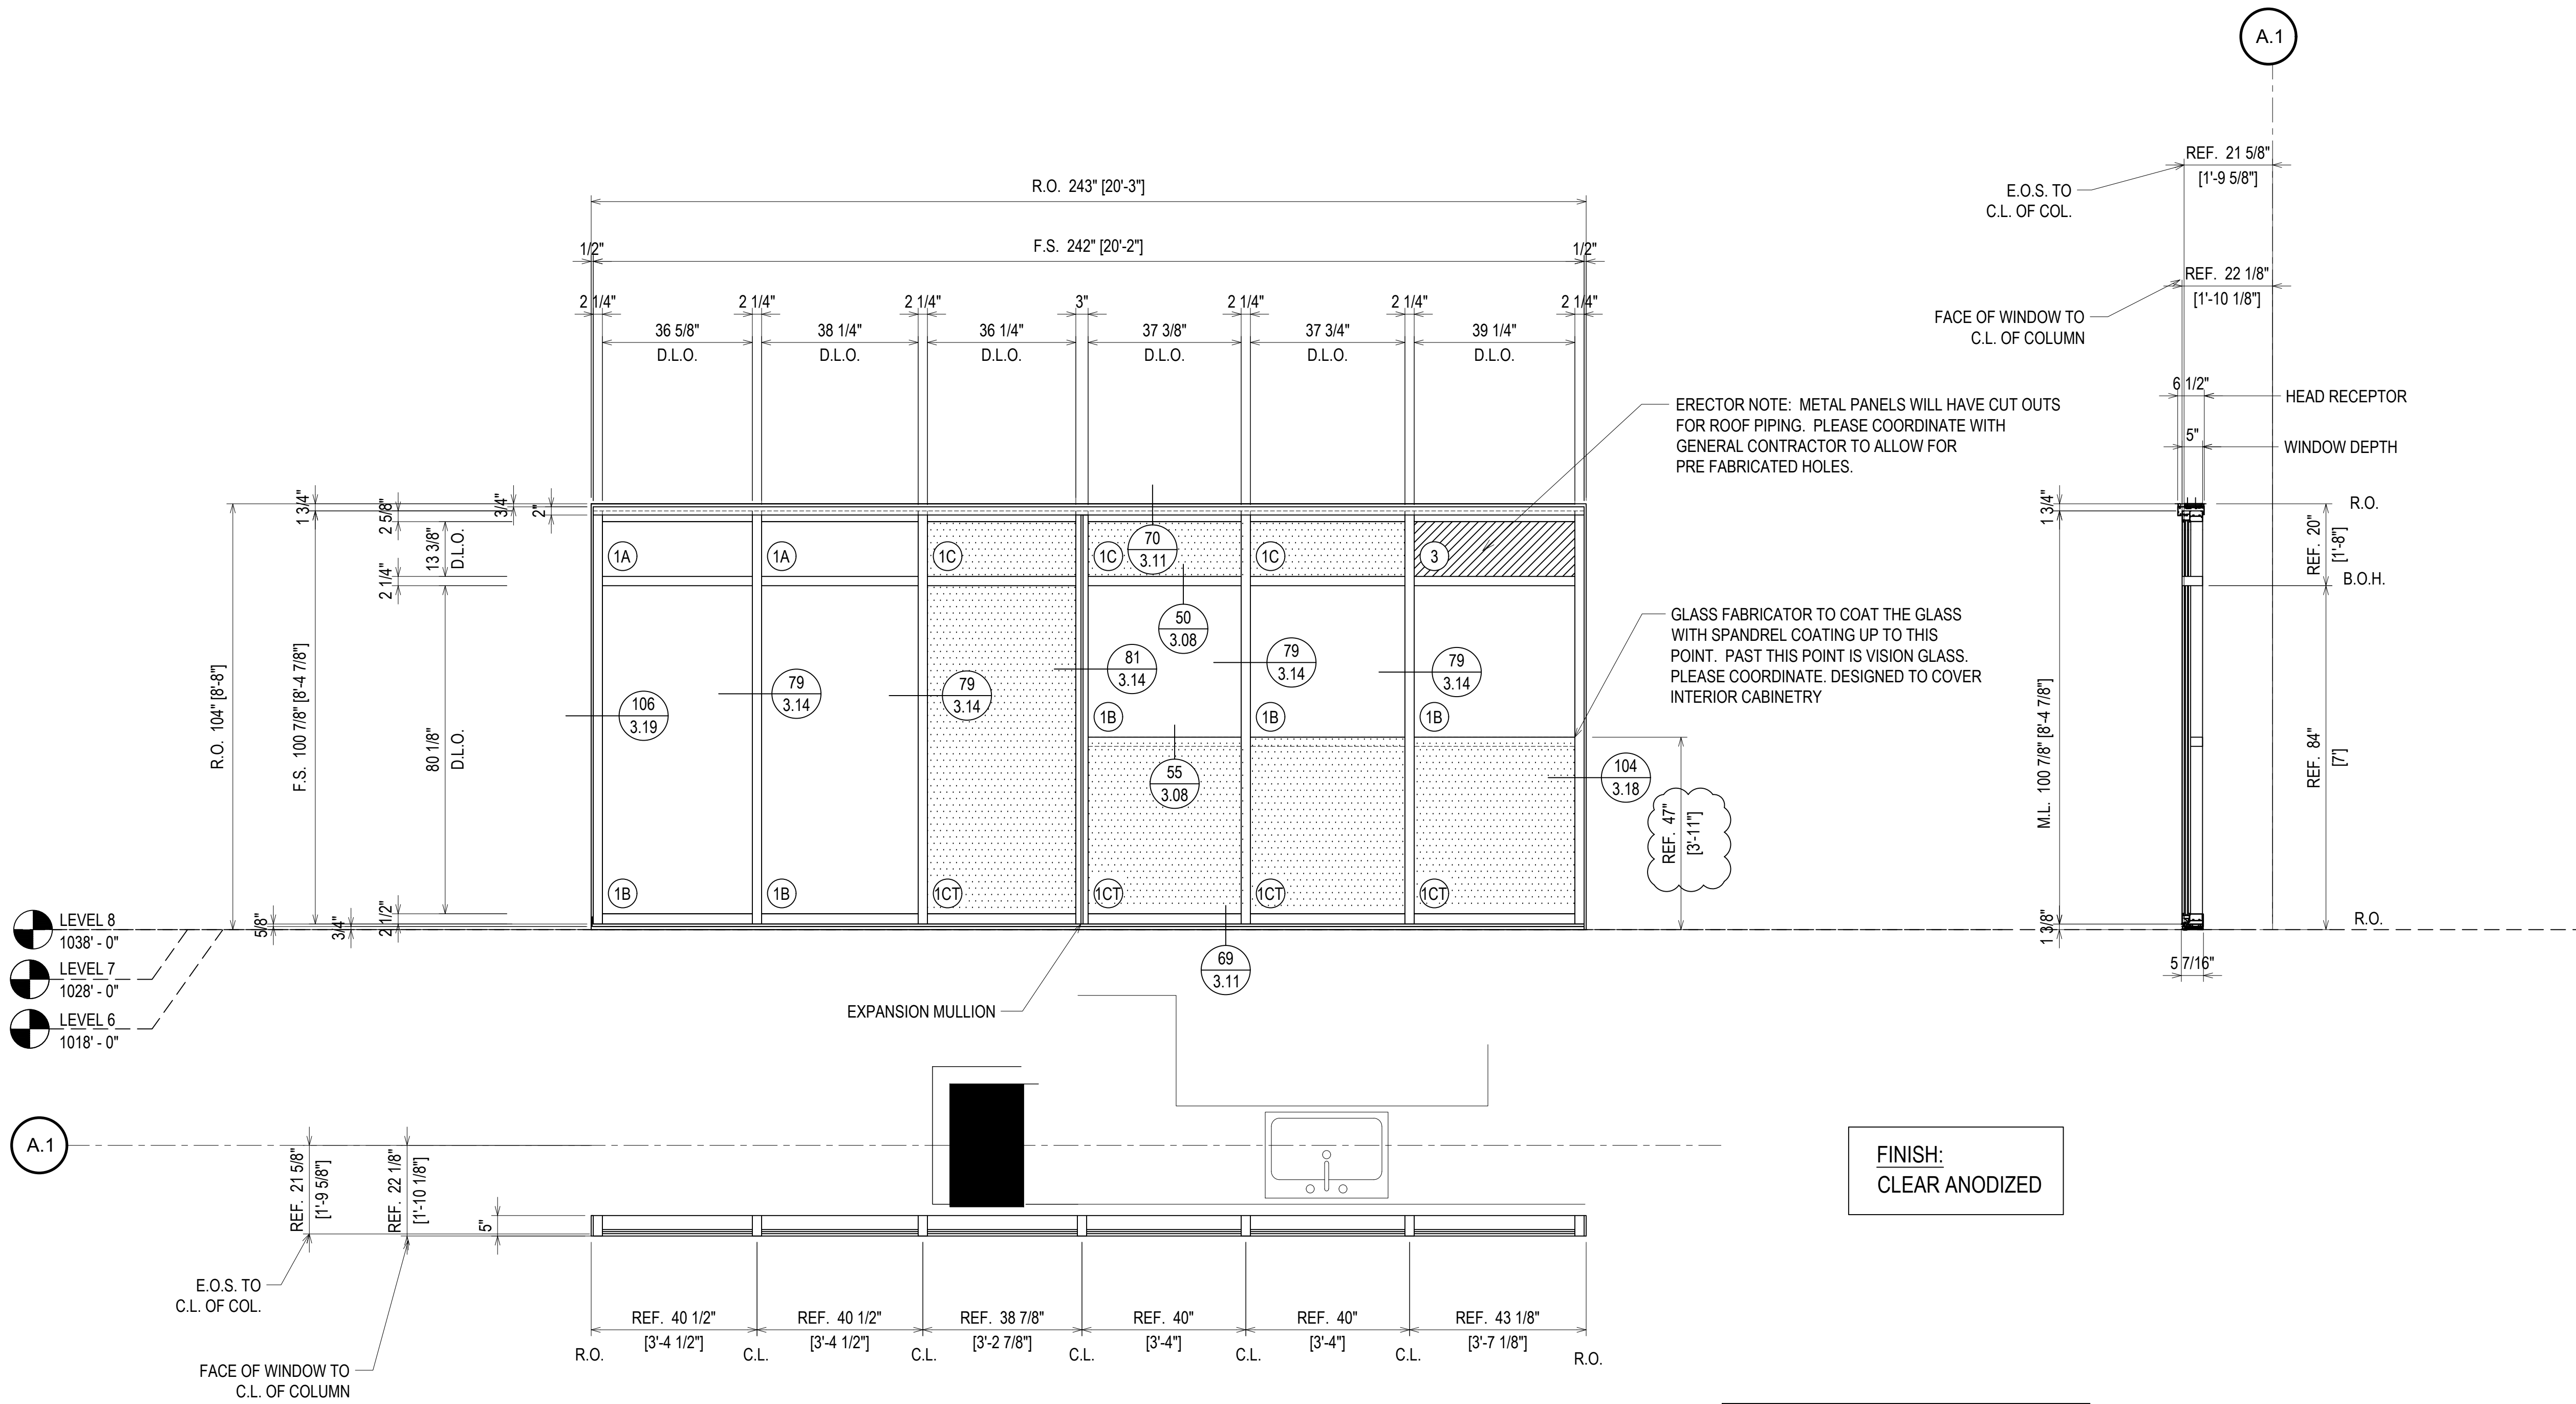 A.1
REF. 21 5/8"
[1'-9 5/8"]
E.O.S. TO
C.L. OF COL.
R.O. 243" [20'-3"]
1/2"
F.S. 242" [20'-2"]
1/2"
REF. 22 1/8"
[1'-10 1/8"]
FACE OF WINDOW TO
C.L. OF COLUMN
2 1/4"
2 1/4"
2 1/4"
3"
2 1/4"
2 1/4"
2 1/4"
36 5/8"
D.L.O.
38 1/4"
D.L.O.
36 1/4"
D.L.O.
37 3/8"
D.L.O.
37 3/4"
D.L.O.
39 1/4"
D.L.O.
6 1/2"
HEAD RECEPTOR
5"
WINDOW DEPTH
ERECTOR NOTE: METAL PANELS WILL HAVE CUT OUTS
FOR ROOF PIPING. PLEASE COORDINATE WITH
GENERAL CONTRACTOR TO ALLOW FOR
PRE FABRICATED HOLES.
R.O. 104" [8'-8"]
1 3/4"
F.S. 100 7/8" [8'-4 7/8"]
2 5/8"
13 3/8"
D.L.O.
2 1/4"
80 1/8"
D.L.O.
2 1/2"
3/4"
2"
5/8"
3/4"
1A
1A
1C
1C
70
3.11
1C
3
50
3.08
106
3.19
79
3.14
79
3.14
81
3.14
79
3.14
79
3.14
1B
1B
1B
55
3.08
104
3.18
1B
1B
1CT
1CT
1CT
1CT
69
3.11
GLASS FABRICATOR TO COAT THE GLASS
WITH SPANDREL COATING UP TO THIS
POINT. PAST THIS POINT IS VISION GLASS.
PLEASE COORDINATE. DESIGNED TO COVER
INTERIOR CABINETRY
REF. 47"
[3'-11"]
1 3/4"
M.L. 100 7/8" [8'-4 7/8"]
1 3/8"
R.O.
REF. 20"
[1'-8"]
B.O.H.
REF. 84"
[7']
R.O.
5 7/16"
LEVEL 8
1038' - 0"
LEVEL 7
1028' - 0"
LEVEL 6
1018' - 0"
EXPANSION MULLION
A.1
REF. 21 5/8"
[1'-9 5/8"]
REF. 22 1/8"
[1'-10 1/8"]
5"
E.O.S. TO
C.L. OF COL.
FACE OF WINDOW TO
C.L. OF COLUMN
REF. 40 1/2"
[3'-4 1/2"]
REF. 40 1/2"
[3'-4 1/2"]
REF. 38 7/8"
[3'-2 7/8"]
REF. 40"
[3'-4"]
REF. 40"
[3'-4"]
REF. 43 1/8"
[3'-7 1/8"]
R.O.
C.L.
C.L.
C.L.
C.L.
C.L.
R.O.
FINISH:
CLEAR ANODIZED